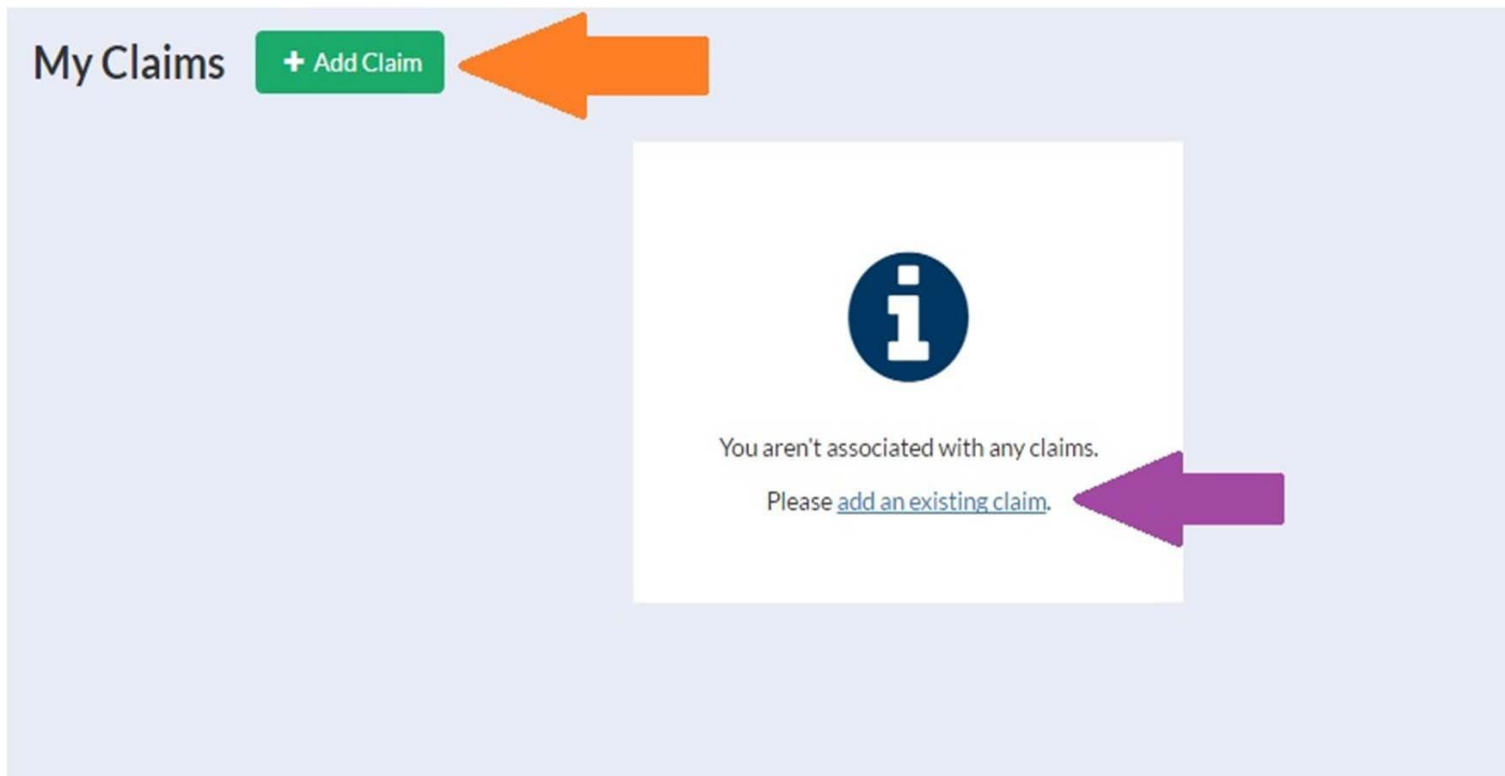 My Claims
+ Add Claim
You aren't associated with any claims.
Please add an existing claim.